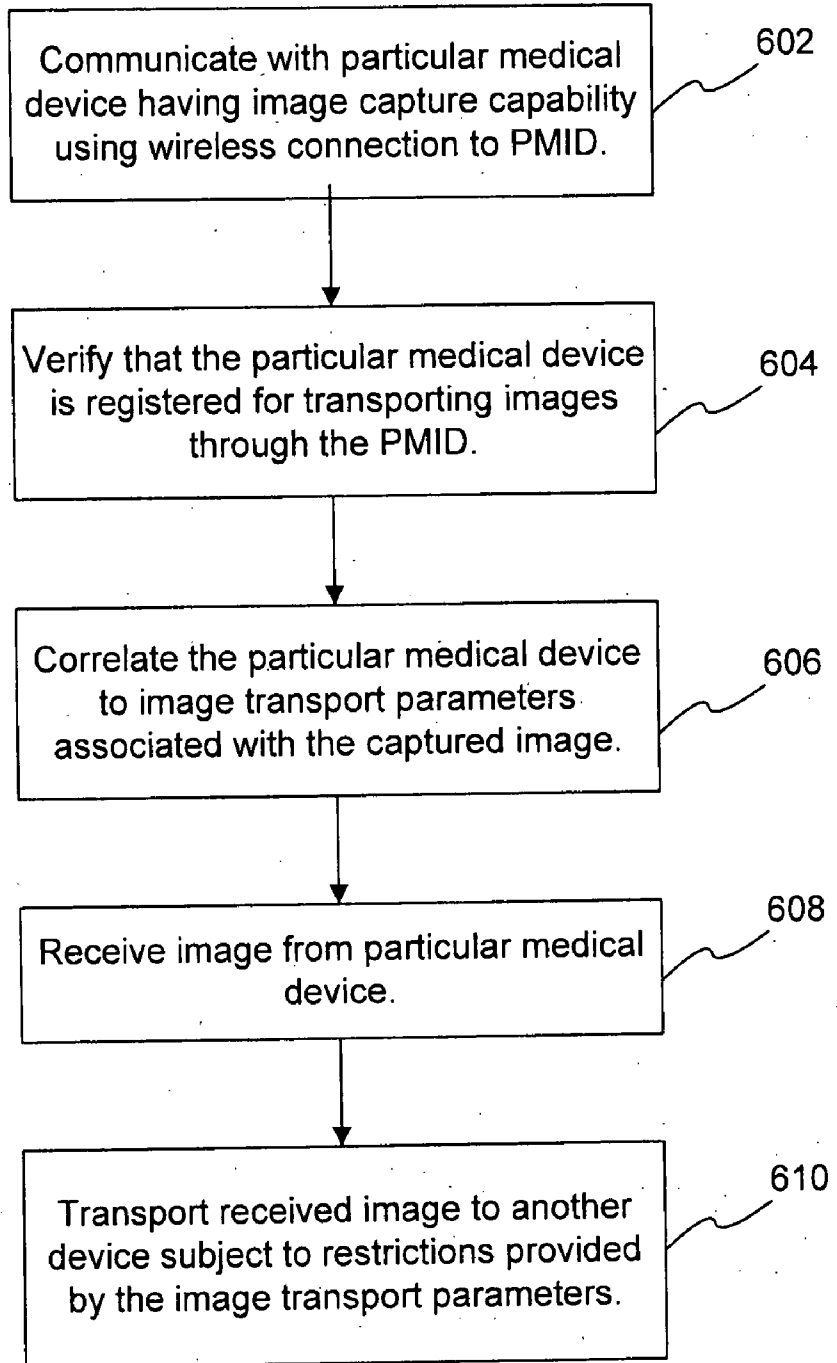 Communicate with particular medical
device having image capture capability
using wireless connection to PMID.
602
Verify that the particular medical device
is registered for transporting images
through the PMID.
604
Correlate the particular medical device
to image transport parameters
associated with the captured image.
606
Receive image from particular medical
device.
608
Transport received image to another
device subject to restrictions provided
by the image transport parameters.
610